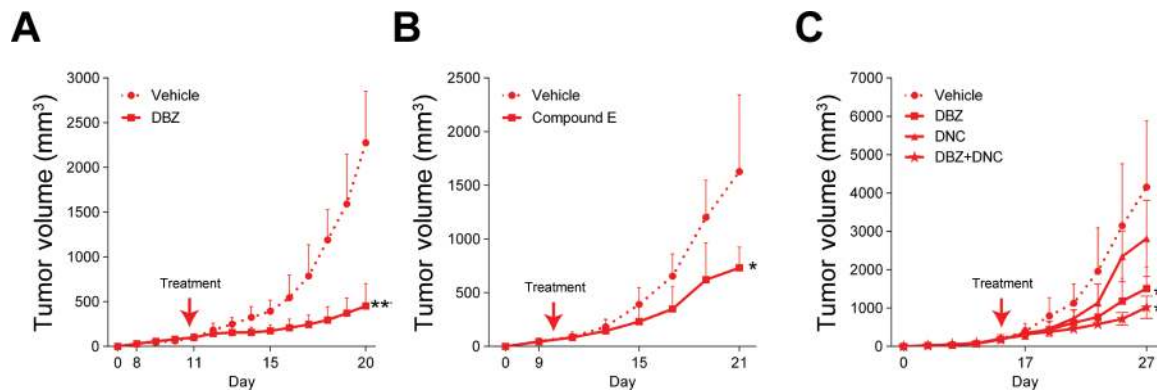 A
Tumor volume (mm³)
3000
2500
2000
1500
1000
500
0
Vehicle
DBZ
Treatment
**
0 8 11 15 20
Day
B
Tumor volume (mm³)
2500
2000
1500
1000
500
0
Vehicle
Compound E
Treatment
*
0 9 15 21
Day
C
Tumor volume (mm³)
7000
6000
5000
4000
3000
2000
1000
0
Vehicle
DBZ
DNC
DBZ+DNC
Treatment
*
*
0 17 27
Day